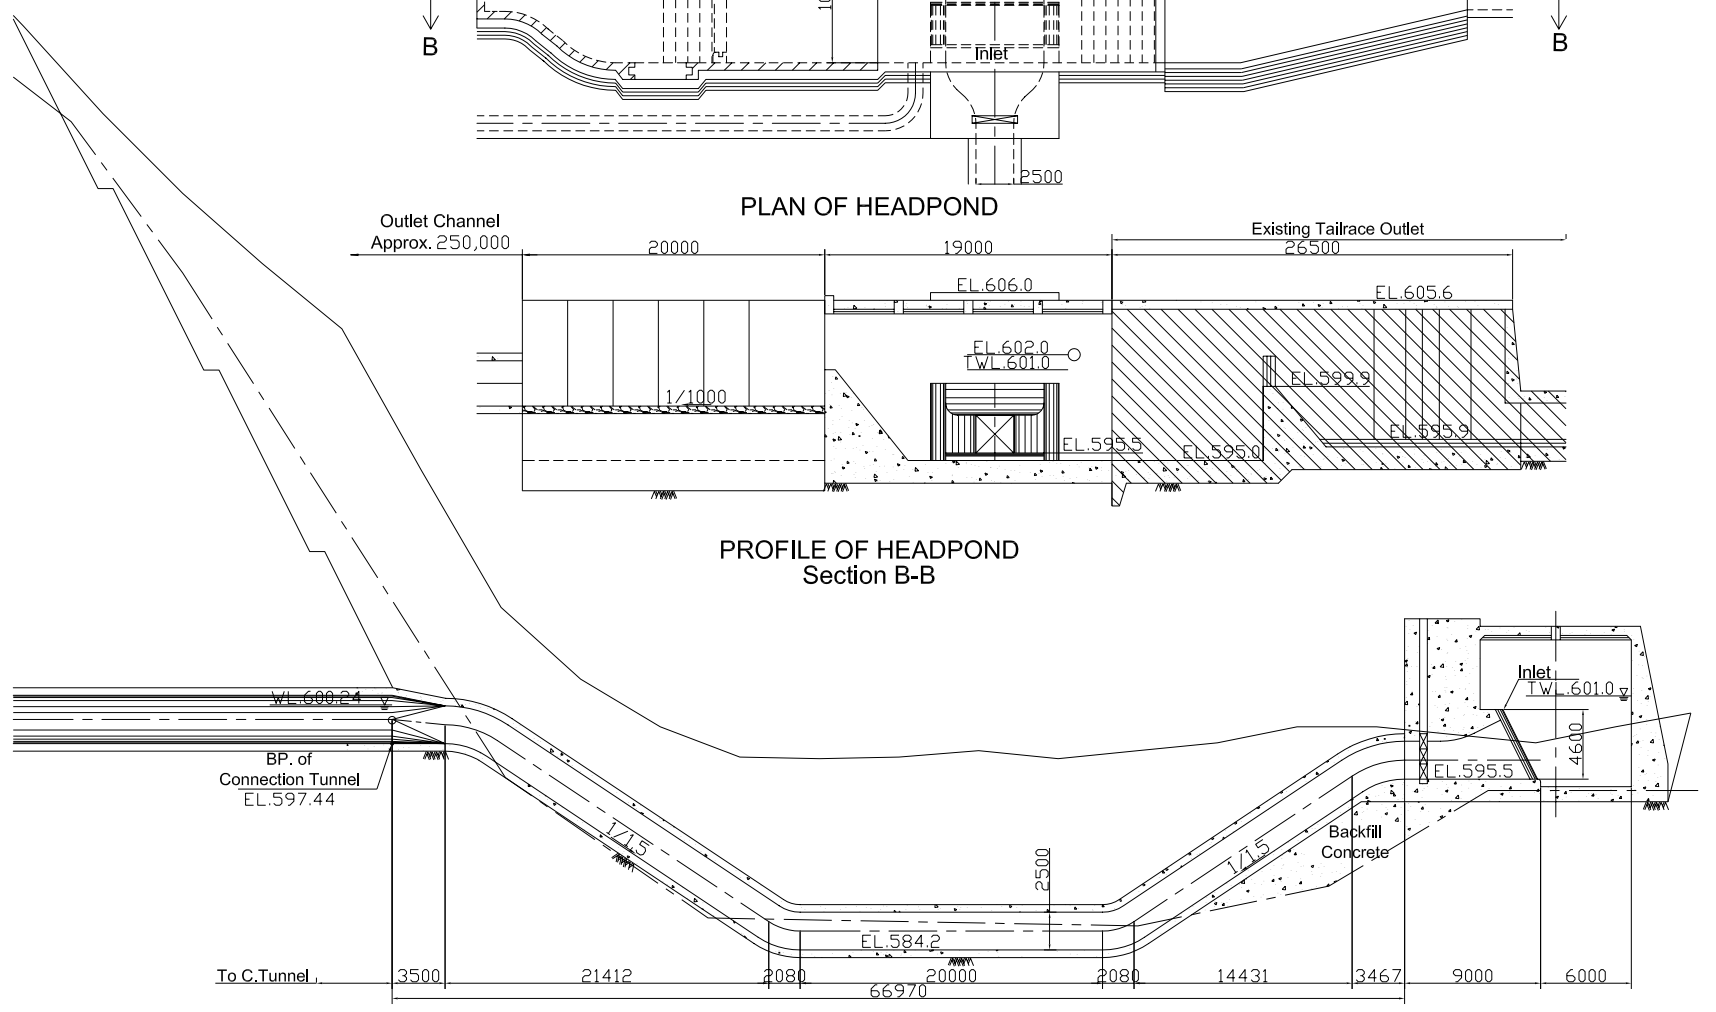 B
B
Inlet
2500
PLAN OF HEADPOND
Outlet Channel
Approx. 250,000
20000
19000
Existing Tailrace Outlet
26500
EL.606.0
EL.605.6
EL.602.0
TWL.601.0
EL.599.9
1/1000
EL.595.5
EL.595.0
EL.595.9
PROFILE OF HEADPOND
Section B-B
WL.600.24
Inlet
TWL.601.0
4600
BP. of
Connection Tunnel
EL.597.44
EL.595.5
1/1.5
1/1.5
Backfill
Concrete
2500
EL.584.2
To C.Tunnel
3500
21412
2080
20000
2080
14431
3467
9000
6000
66970